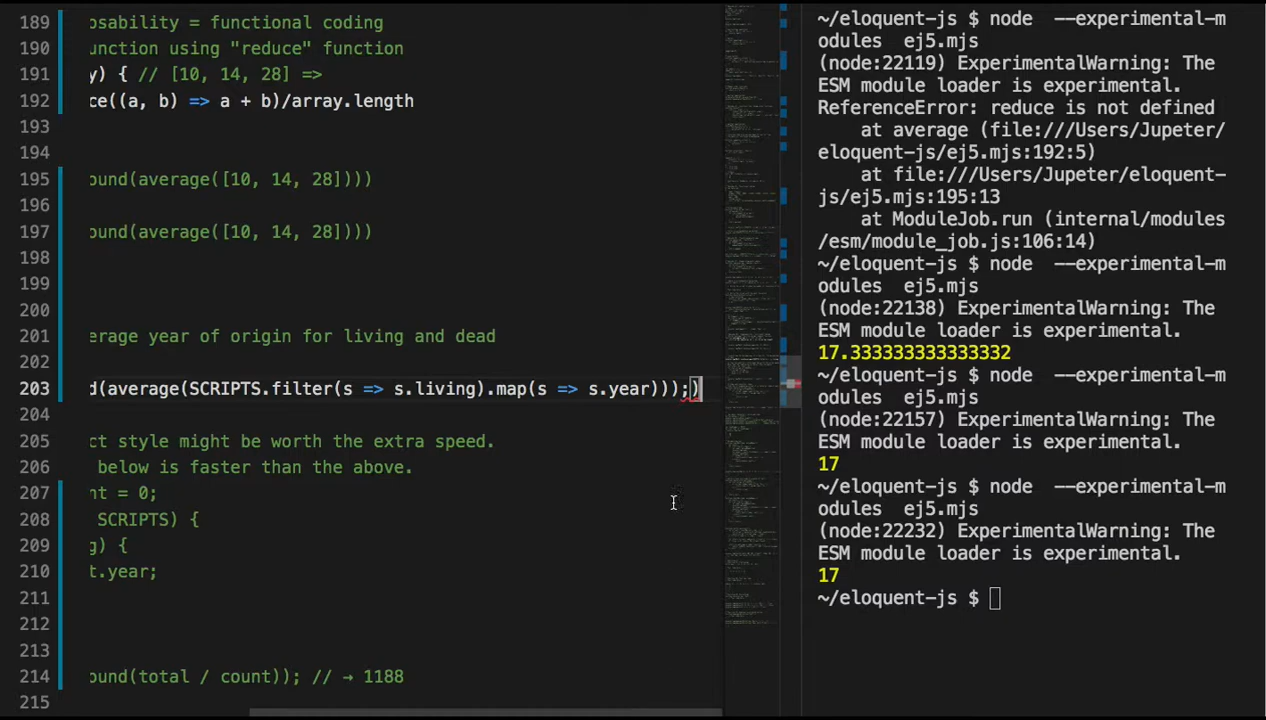 189 osability = functional coding
190 unction using "reduce" function
191 y) { // [10, 14, 28] =>
192 ce((a, b) => a + b)/array.length
193
194
195 ound(average([10, 14, 28])))
196
197 ound(average([10, 14, 28])))
198
199
200
201 erage year of origin for living and dead
202
203 d(average(SCRIPTS.filter(s => s.living).map(s => s.year)));)
204
205 ct style might be worth the extra speed.
206 below is faster than the above.
207 nt = 0;
208 SCRIPTS) {
209 g) {
210 t.year;
211
212
213
214 ound(total / count)); // → 1188
215
~/eloquent-js $ node  --experimental-m
odules  ej5.mjs
(node:22119) ExperimentalWarning: The
ESM module loader is experimental.
ReferenceError: reduce is not defined
    at average (file:///Users/Jupeter/
eloquent-js/ej5.mjs:192:5)
    at file:///Users/Jupeter/eloquent-
js/ej5.mjs:195:13
    at ModuleJob.run (internal/modules
/esm/module_job.js:106:14)
~/eloquent-js $ node  --experimental-m
odules  ej5.mjs
(node:22138) ExperimentalWarning: The
ESM module loader is experimental.
17.333333333333332
~/eloquent-js $ node  --experimental-m
odules  ej5.mjs
(node:22157) ExperimentalWarning: The
ESM module loader is experimental.
17
~/eloquent-js $ node  --experimental-m
odules  ej5.mjs
(node:22232) ExperimentalWarning: The
ESM module loader is experimental.
17
~/eloquent-js $